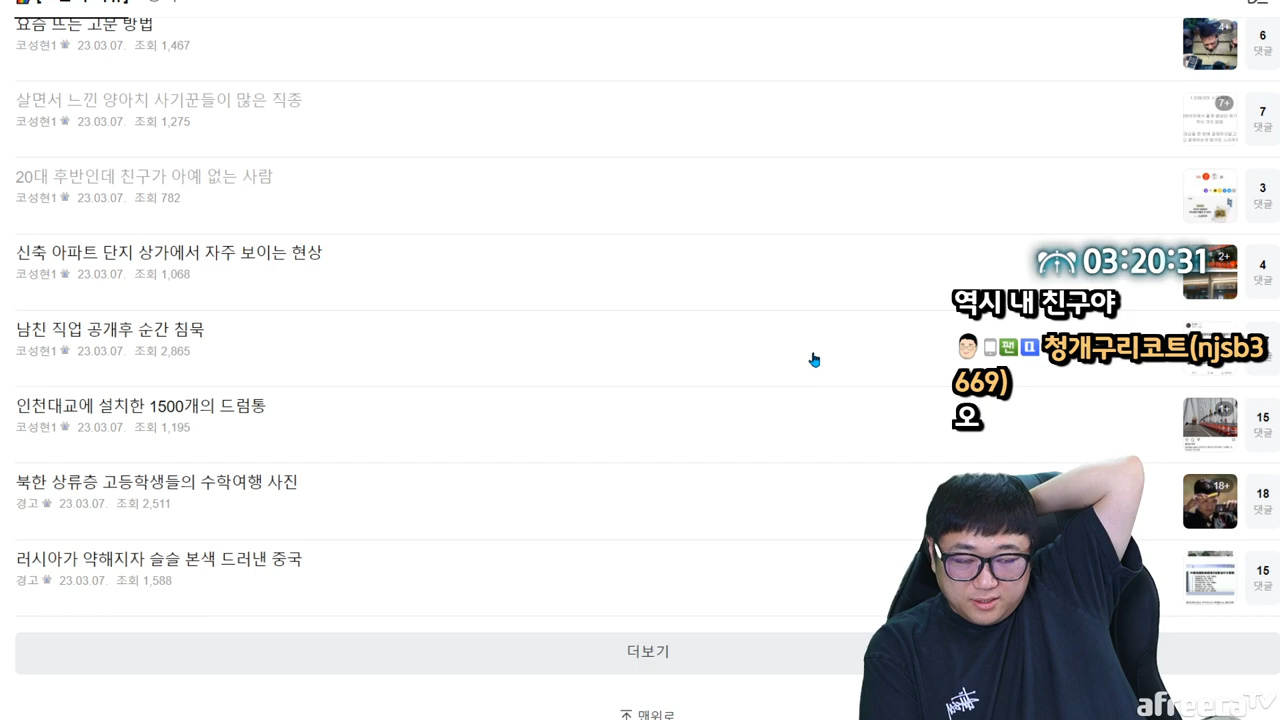 요즘 뜨는 고문 방법
코성현1 23.03.07. 조회 1,467
4+
6
댓글
살면서 느낀 양아치 사기꾼들이 많은 직종
코성현1 23.03.07. 조회 1,275
7+
7
댓글
20대 후반인데 친구가 아예 없는 사람
코성현1 23.03.07. 조회 782
3
댓글
신축 아파트 단지 상가에서 자주 보이는 현상
코성현1 23.03.07. 조회 1,068
2+
4
댓글
03:20:31
역시 내 친구야
남친 직업 공개후 순간 침묵
코성현1 23.03.07. 조회 2,865
팬 청개구리코트(njsb3
669)
오
인천대교에 설치한 1500개의 드럼통
코성현1 23.03.07. 조회 1,195
1+
15
댓글
북한 상류층 고등학생들의 수학여행 사진
경고 23.03.07. 조회 2,511
18+
18
댓글
러시아가 약해지자 슬슬 본색 드러낸 중국
경고 23.03.07. 조회 1,588
15
댓글
더보기
맨위로
afreecaTV